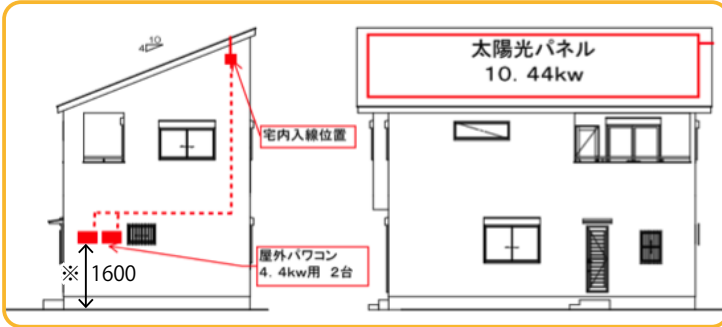 10
4
太陽光パネル
10. 44kw
宅内入線位置
屋外パワコン
4. 4kw用 2台
※ 1600